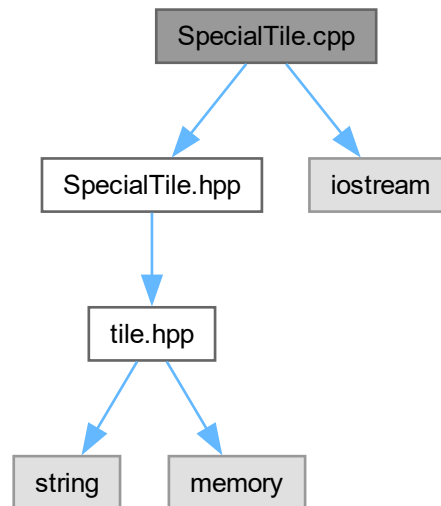 SpecialTile.cpp
SpecialTile.hpp
iostream
tile.hpp
string
memory